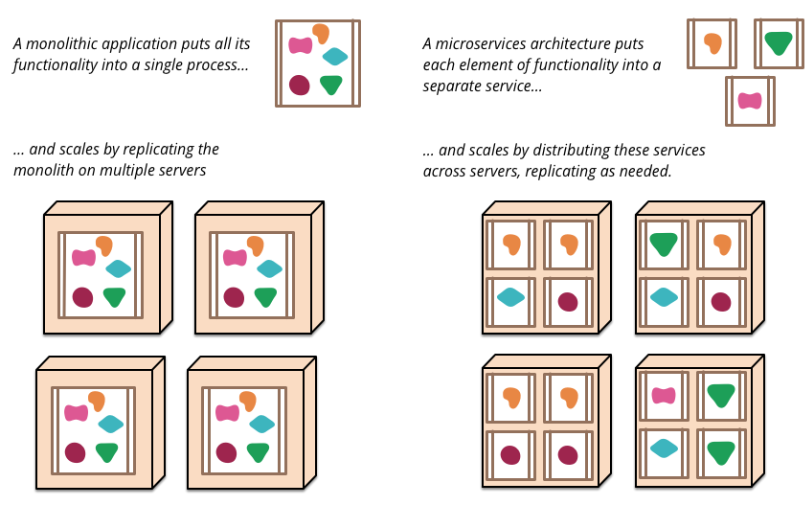 A monolithic application puts all its
functionality into a single process...
... and scales by replicating the
monolith on multiple servers
A microservices architecture puts
each element of functionality into a
separate service...
... and scales by distributing these services
across servers, replicating as needed.